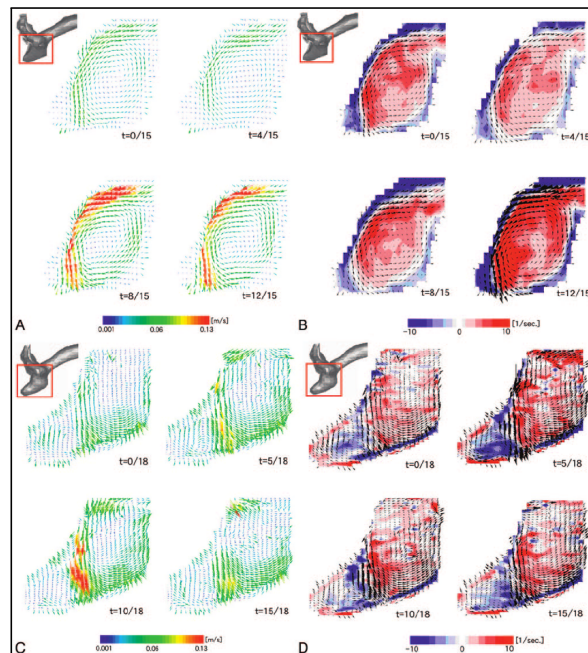 t=0/15
t=4/15
t=0/15
t=4/15
t=8/15
t=12/15
t=8/15
t=12/15
A
[m/s]
0.001 0.06 0.13
B
[1/sec.]
-10 0 10
t=0/18
t=5/18
t=0/18
t=5/18
t=10/18
t=15/18
t=10/18
t=15/18
C
[m/s]
0.001 0.06 0.13
D
[1/sec.]
-10 0 10